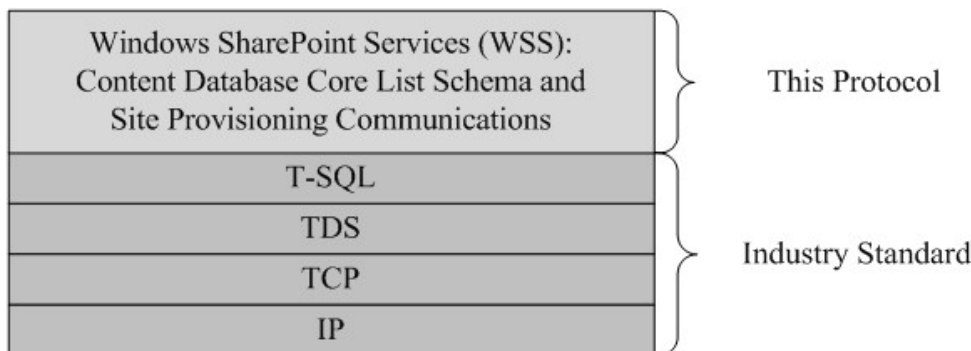 Windows SharePoint Services (WSS):
Content Database Core List Schema and
Site Provisioning Communications
This Protocol
T-SQL
TDS
TCP
IP
Industry Standard